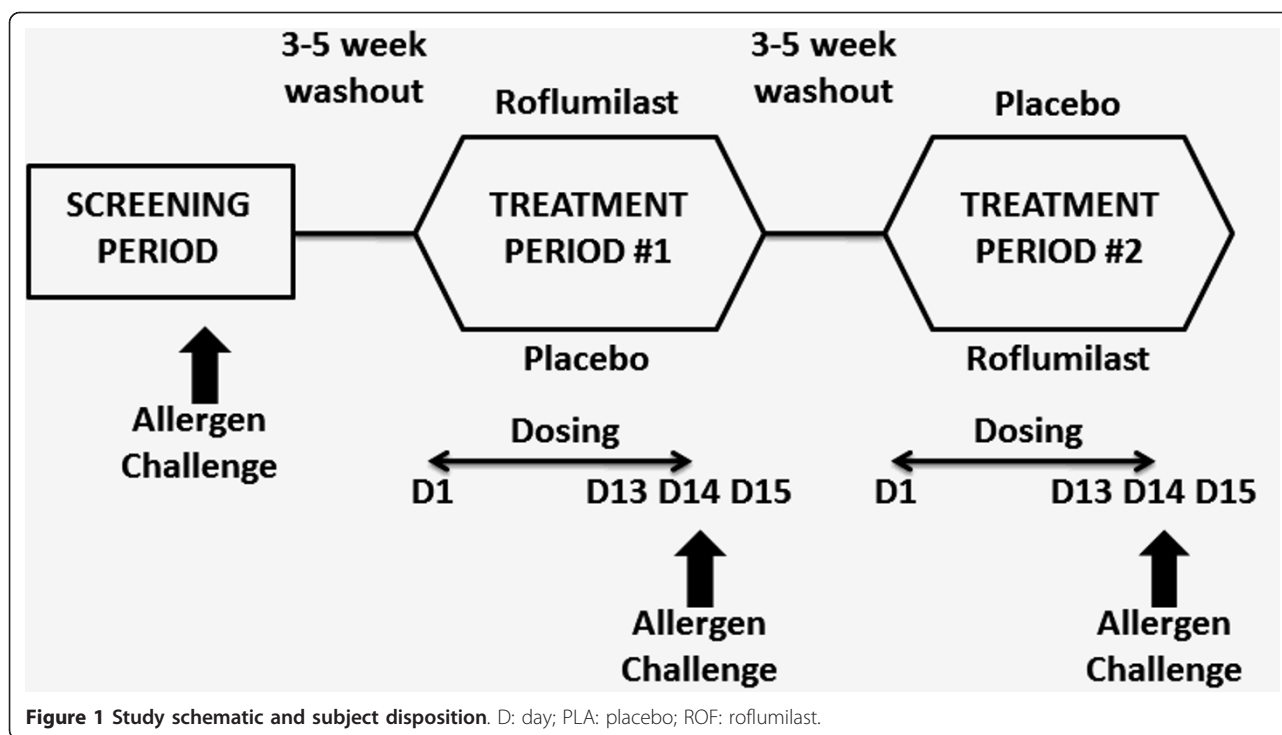 3-5 week
washout
3-5 week
washout
Roflumilast
Placebo
SCREENING
PERIOD
TREATMENT
PERIOD #1
TREATMENT
PERIOD #2
Placebo
Roflumilast
Allergen
Challenge
Dosing
Dosing
D1 D13 D14 D15
D1 D13 D14 D15
Allergen
Challenge
Allergen
Challenge
Figure 1 Study schematic and subject disposition. D: day; PLA: placebo; ROF: roflumilast.